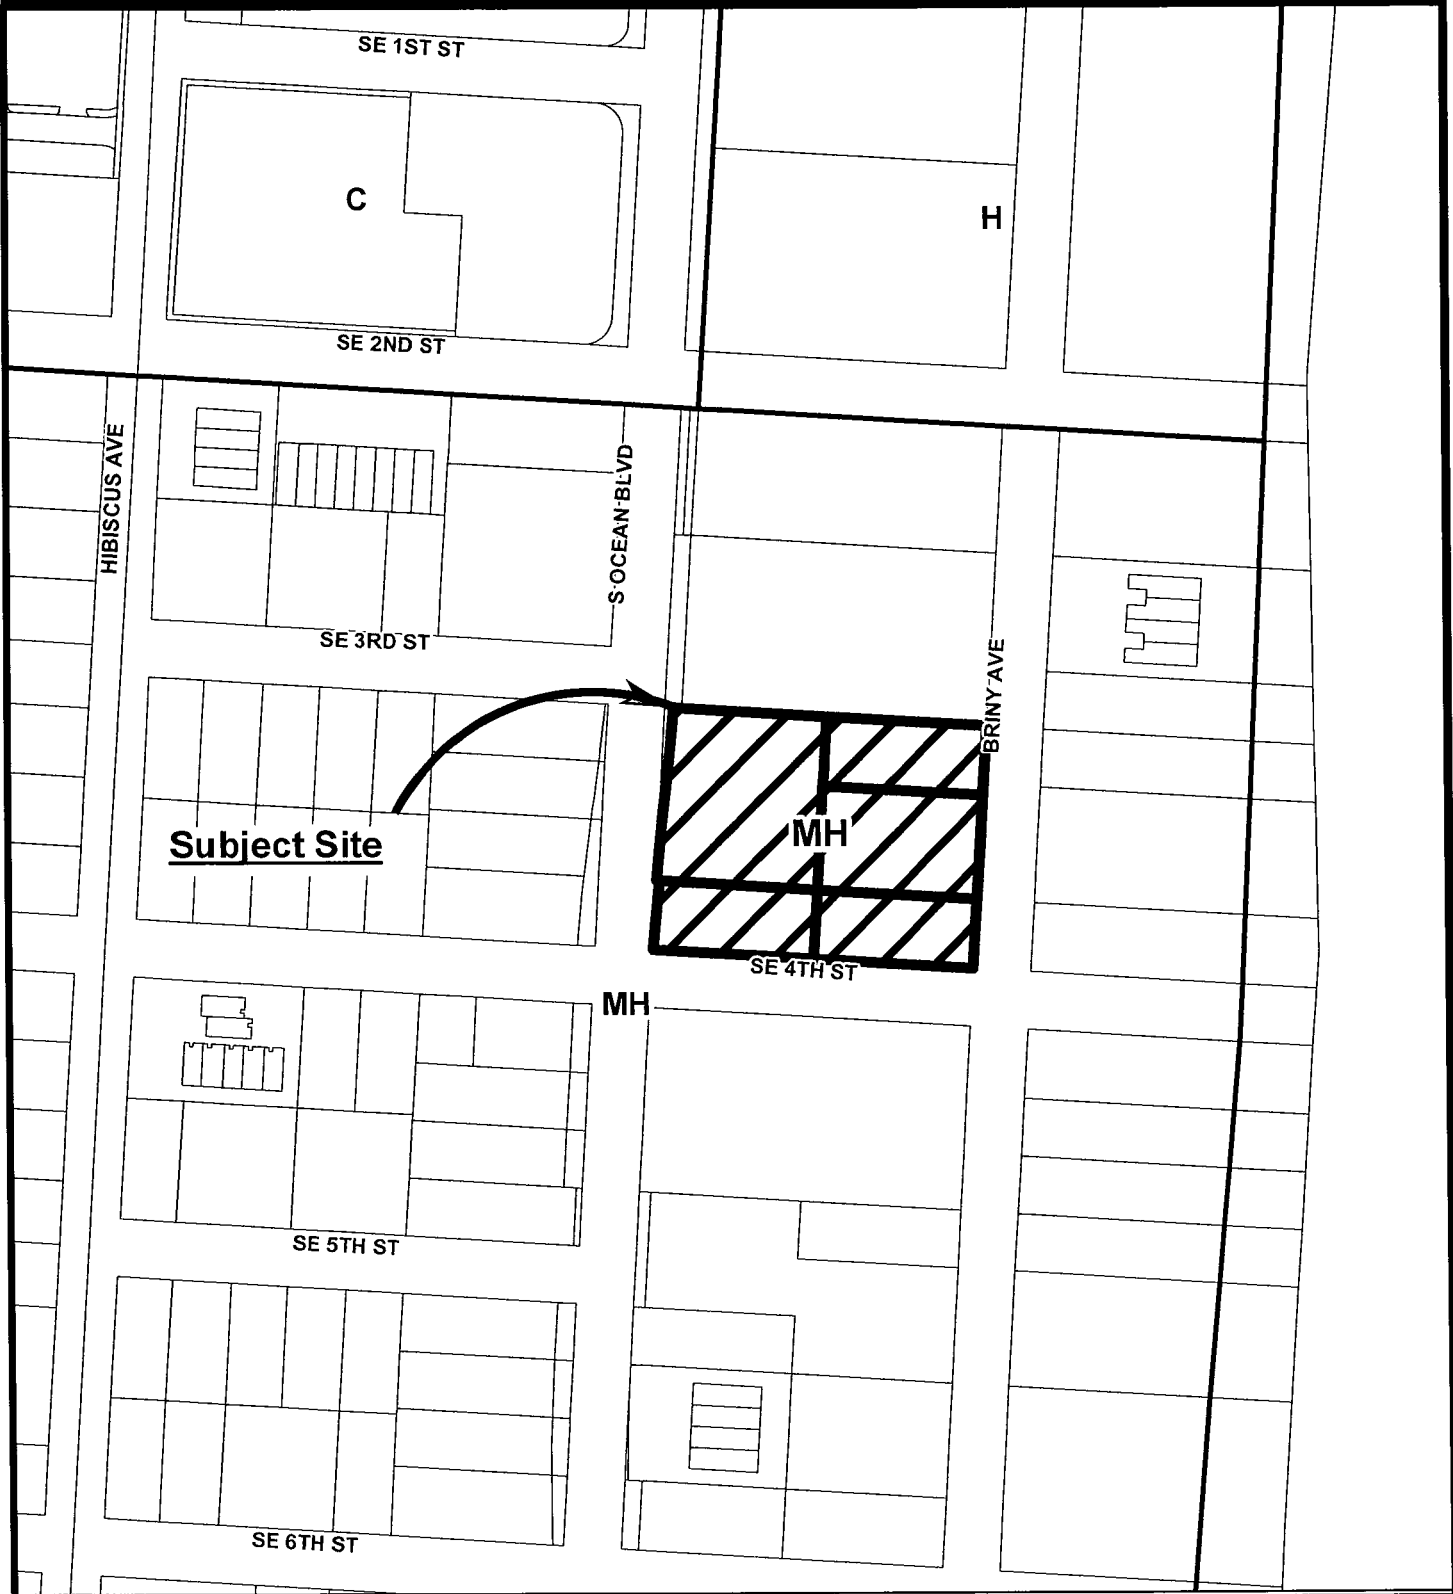 SE 1ST ST
C
H
SE 2ND ST
HIBISCUS AVE
S OCEAN BLVD
SE 3RD ST
BRINY AVE
MH
Subject Site
SE 4TH ST
MH
SE 5TH ST
SE 6TH ST